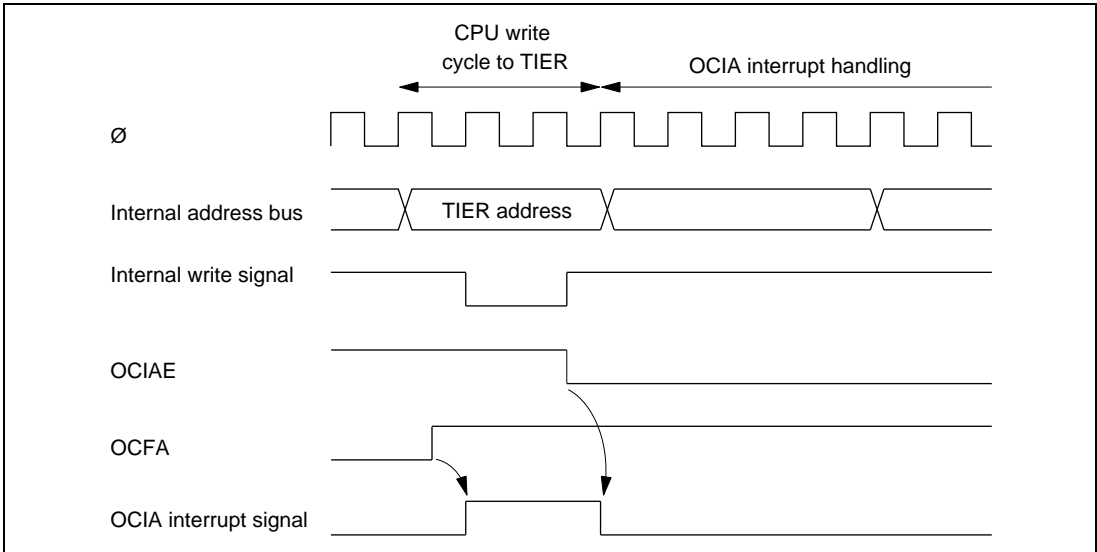 CPU write
cycle to TIER
OCIA interrupt handling
Ø
Internal address bus
TIER address
Internal write signal
OCIAE
OCFA
OCIA interrupt signal